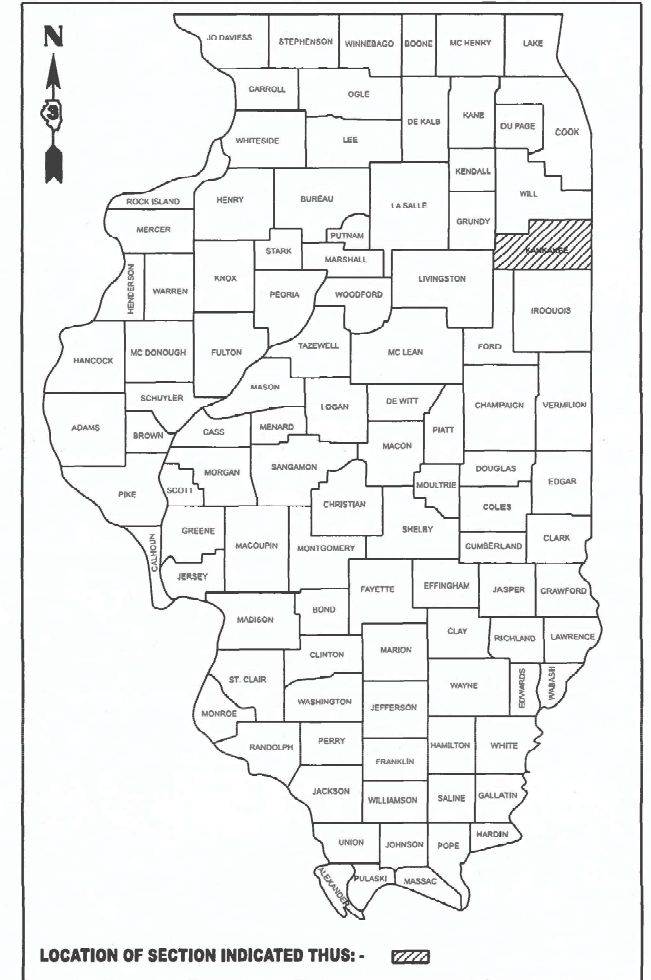 N
3
JO DAVIESS
STEPHENSON
WINNEBAGO
BOONE
MC HENRY
LAKE
CARROLL
OGLE
DE KALB
KANE
DU PAGE
COOK
WHITESIDE
LEE
KENDALL
WILL
ROCK ISLAND
HENRY
BUREAU
LA SALLE
GRUNDY
MERCER
PUTNAM
STARK
MARSHALL
KANKAKEE
HENDERSON
WARREN
KNOX
PEORIA
WOODFORD
LIVINGSTON
IROQUOIS
HANCOCK
MC DONOUGH
FULTON
TAZEWELL
MC LEAN
FORD
SCHUYLER
MASON
LOGAN
DE WITT
CHAMPAIGN
VERMILION
ADAMS
BROWN
CASS
MENARD
MACON
PIATT
PIKE
SCOTT
MORGAN
SANGAMON
CHRISTIAN
MOULTRIE
DOUGLAS
EDGAR
COLES
GREENE
CALHOUN
MACOUPIN
MONTGOMERY
SHELBY
CUMBERLAND
CLARK
JERSEY
FAYETTE
EFFINGHAM
JASPER
CRAWFORD
MADISON
BOND
CLINTON
MARION
CLAY
RICHLAND
LAWRENCE
ST. CLAIR
WASHINGTON
WAYNE
EDWARDS
WABASH
MONROE
JEFFERSON
RANDOLPH
PERRY
FRANKLIN
HAMILTON
WHITE
JACKSON
WILLIAMSON
SALINE
GALLATIN
UNION
JOHNSON
POPE
HARDIN
ALEXANDER
PULASKI
MASSAC
LOCATION OF SECTION INDICATED THUS: -